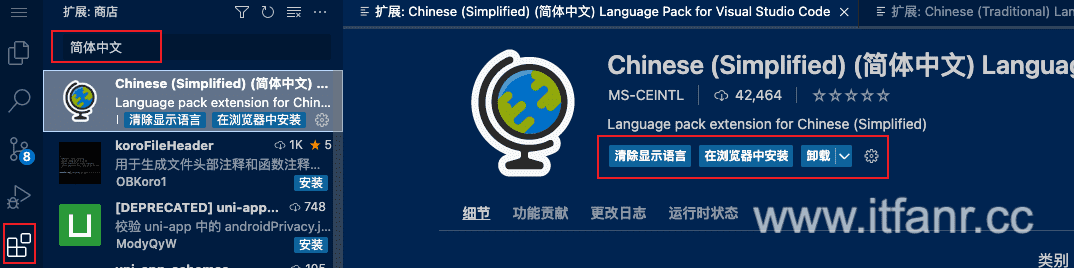 扩展: 商店
简体中文
Chinese (Simplified) (简体中文) ...
Language pack extension for Chin...
清除显示语言 在浏览器中安装
koroFileHeader 1K 5
用于生成文件头部注释和函数注释...
OBKoro1 安装
[DEPRECATED] uni-app... 748
校验 uni-app 中的 androidPrivacy.j...
ModyQyW 安装
8
扩展: Chinese (Simplified) (简体中文) Language Pack for Visual Studio Code
扩展: Chinese (Traditional) Lan
Chinese (Simplified) (简体中文) Langua
MS-CEINTL 42,464
Language pack extension for Chinese (Simplified)
清除显示语言 在浏览器中安装 卸载
细节 功能贡献 更改日志 运行时状态
www.itfanr.cc
类别